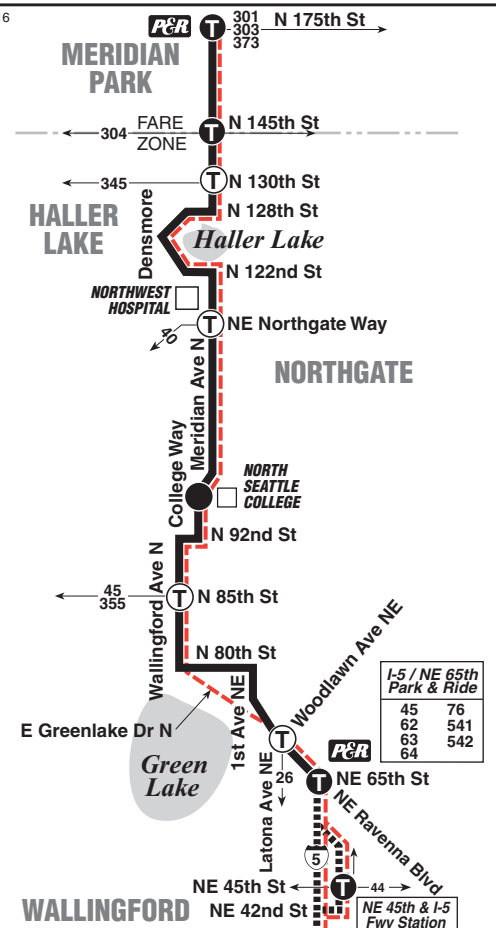 6
P&R
T
301
303
373
N 175th St
MERIDIAN
PARK
304
FARE
ZONE
T
N 145th St
345
T
N 130th St
HALLER
LAKE
Densmore
N 128th St
Haller Lake
N 122nd St
NORTHWEST
HOSPITAL
T
NE Northgate Way
40
NORTHGATE
Meridian Ave N
College Way
NORTH
SEATTLE
COLLEGE
N 92nd St
Wallingford Ave N
45
355
T
N 85th St
N 80th St
Woodlawn Ave NE
E Greenlake Dr N
1st Ave NE
Green
Lake
T
26
Latona Ave NE
I-5 / NE 65th
Park & Ride
45 76
62 541
63 542
64
P&R
T
NE 65th St
NE Ravenna Blvd
5
NE 45th St
T
44
WALLINGFORD
NE 42nd St
NE 45th & I-5
Fwy Station